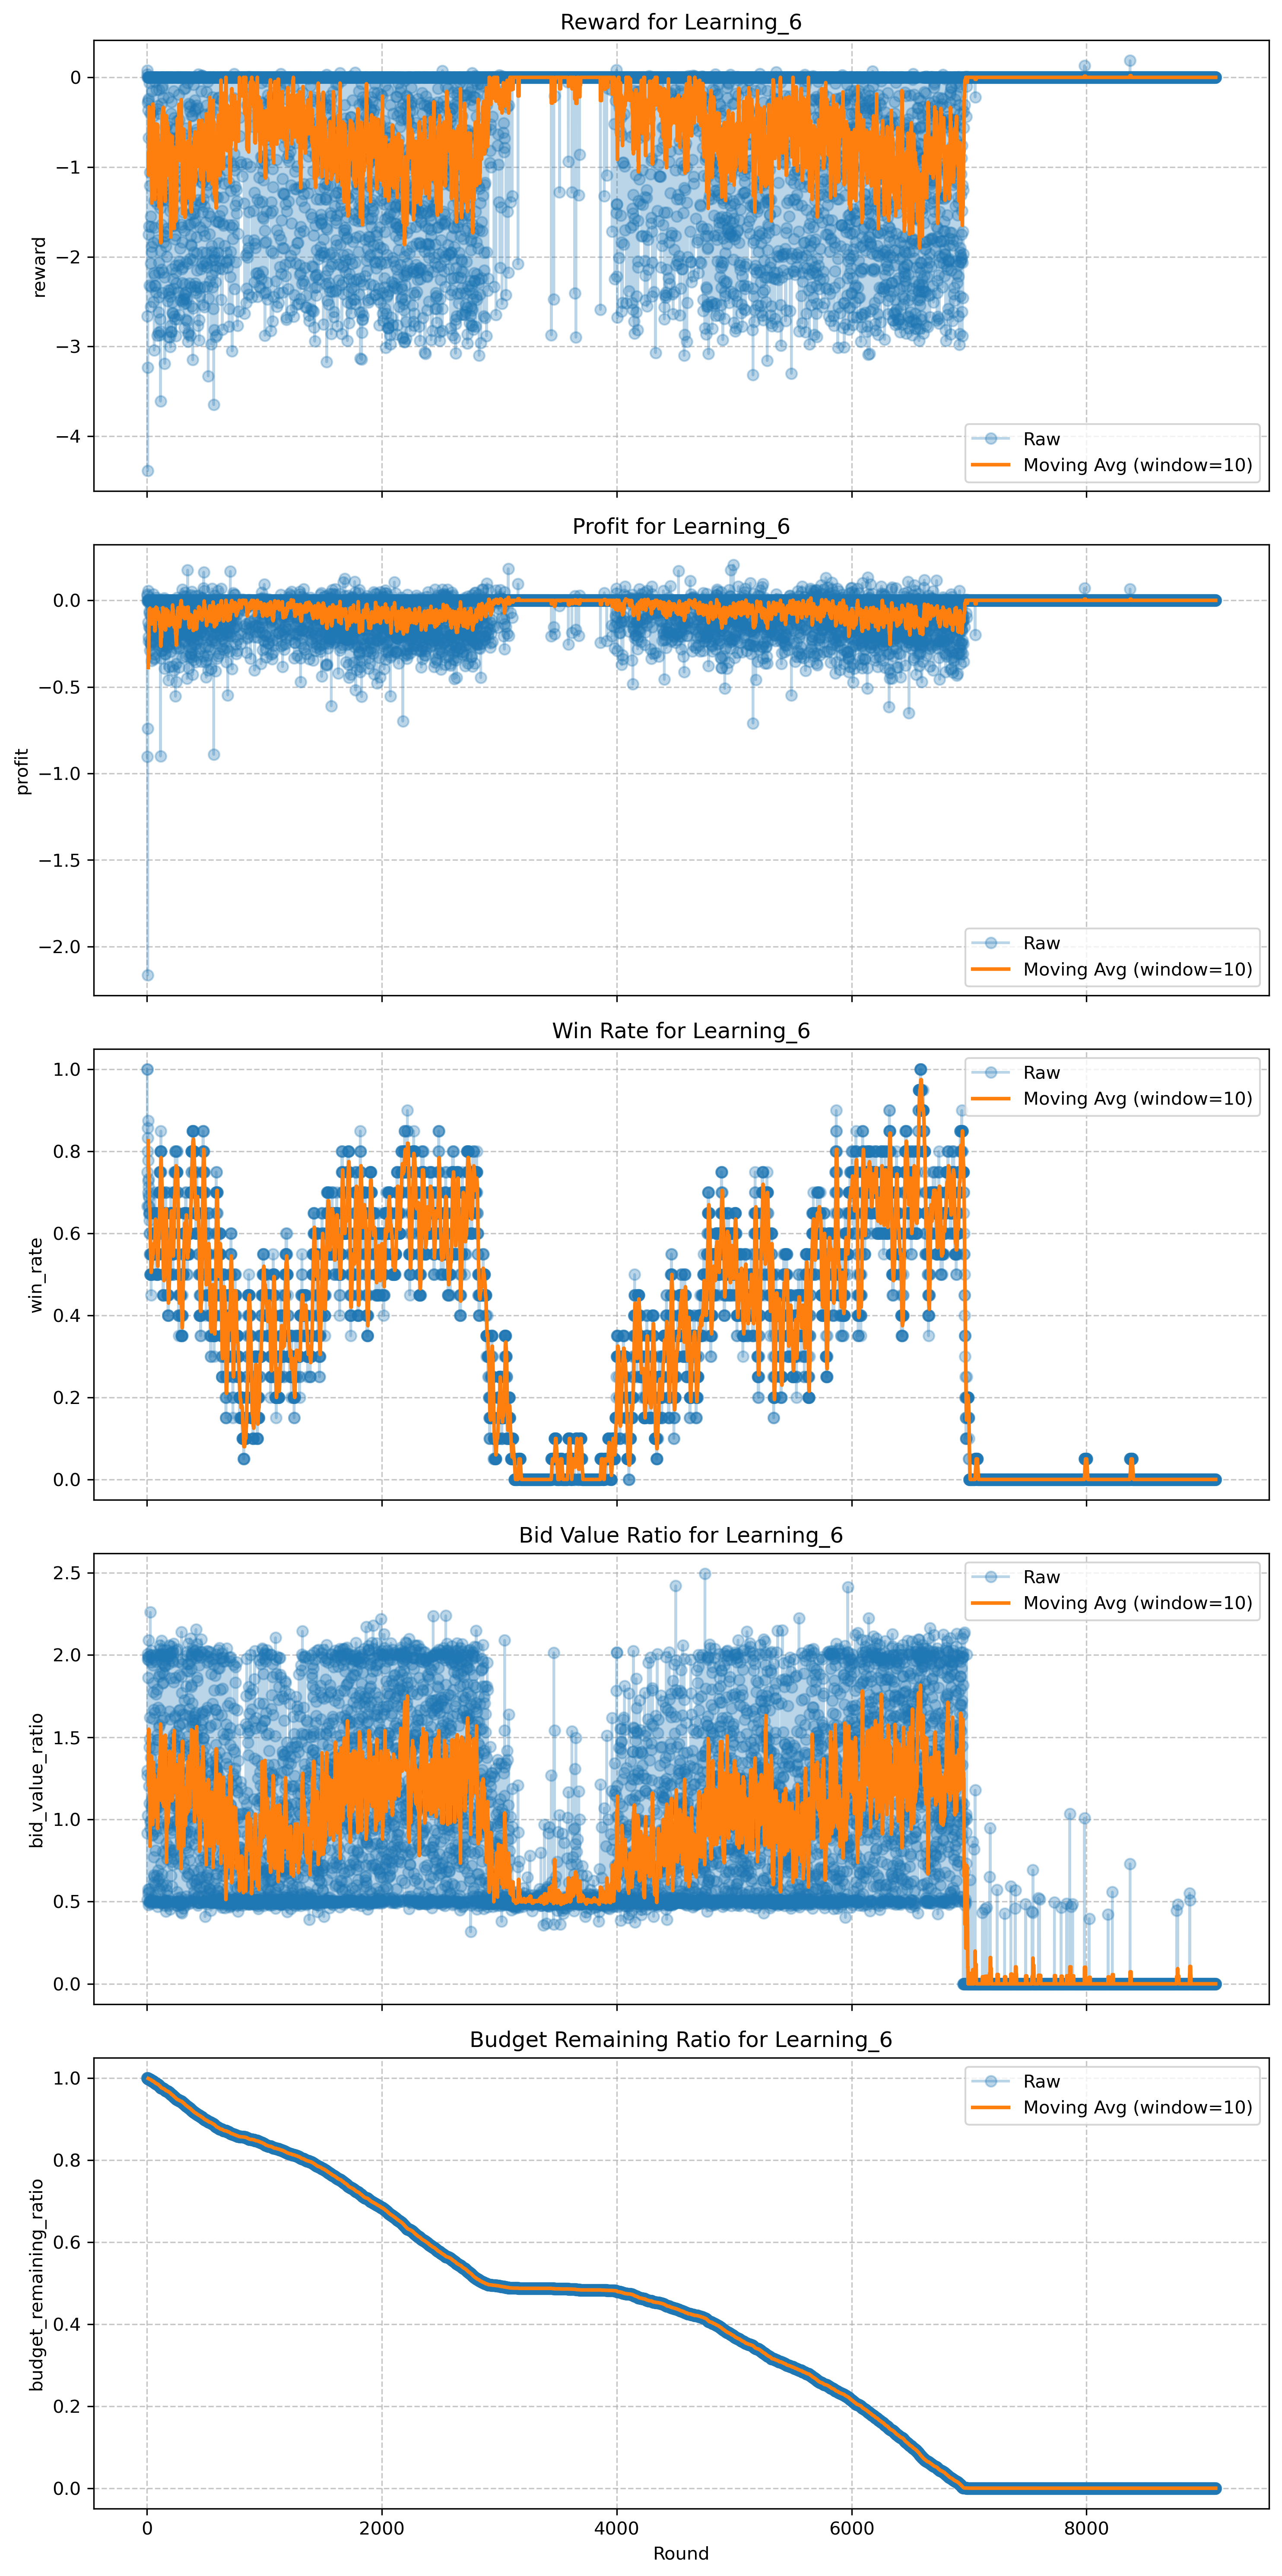 Reward for Learning_6
0
−1
−2
−3
−4
reward
Raw
Moving Avg (window=10)
Profit for Learning_6
0.0
−0.5
−1.0
−1.5
−2.0
profit
Raw
Moving Avg (window=10)
Win Rate for Learning_6
1.0
0.8
0.6
0.4
0.2
0.0
win_rate
Raw
Moving Avg (window=10)
Bid Value Ratio for Learning_6
2.5
2.0
1.5
1.0
0.5
0.0
bid_value_ratio
Raw
Moving Avg (window=10)
Budget Remaining Ratio for Learning_6
1.0
0.8
0.6
0.4
0.2
0.0
budget_remaining_ratio
Raw
Moving Avg (window=10)
0 2000 4000 6000 8000
Round